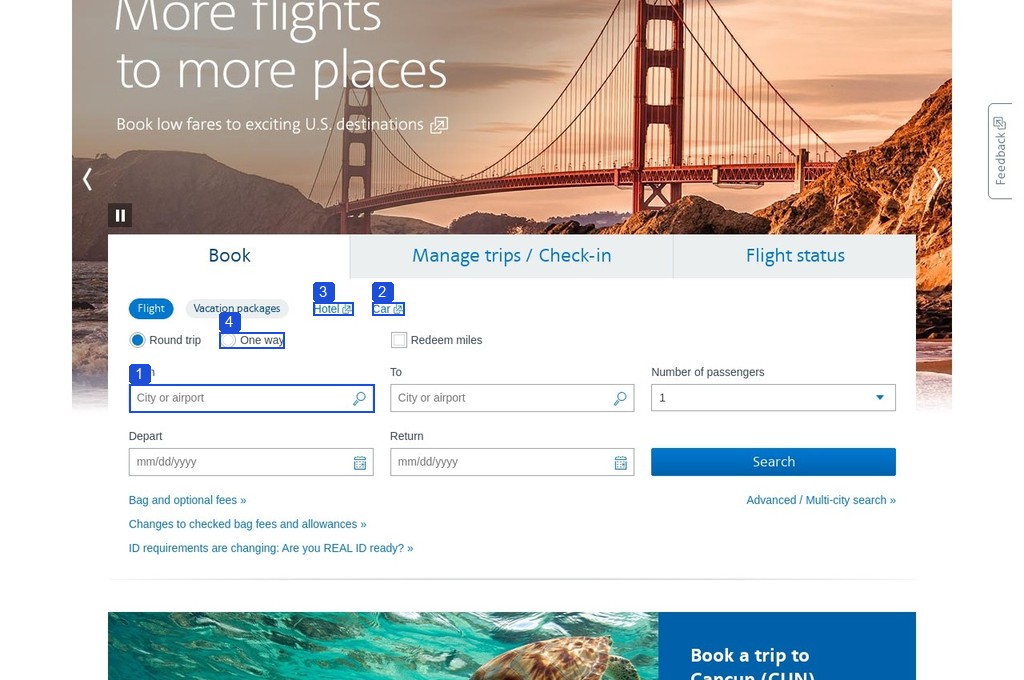 More flights
to more places
Book low fares to exciting U.S. destinations
Feedback
Book
Manage trips / Check-in
Flight status
3
2
Flight
Vacation packages
Hotel
Car
4
Round trip
One way
Redeem miles
1
To
Number of passengers
City or airport
City or airport
1
Depart
Return
mm/dd/yyyy
mm/dd/yyyy
Search
Bag and optional fees »
Advanced / Multi-city search »
Changes to checked bag fees and allowances »
ID requirements are changing: Are you REAL ID ready? »
Book a trip to
Cancun (CUN)